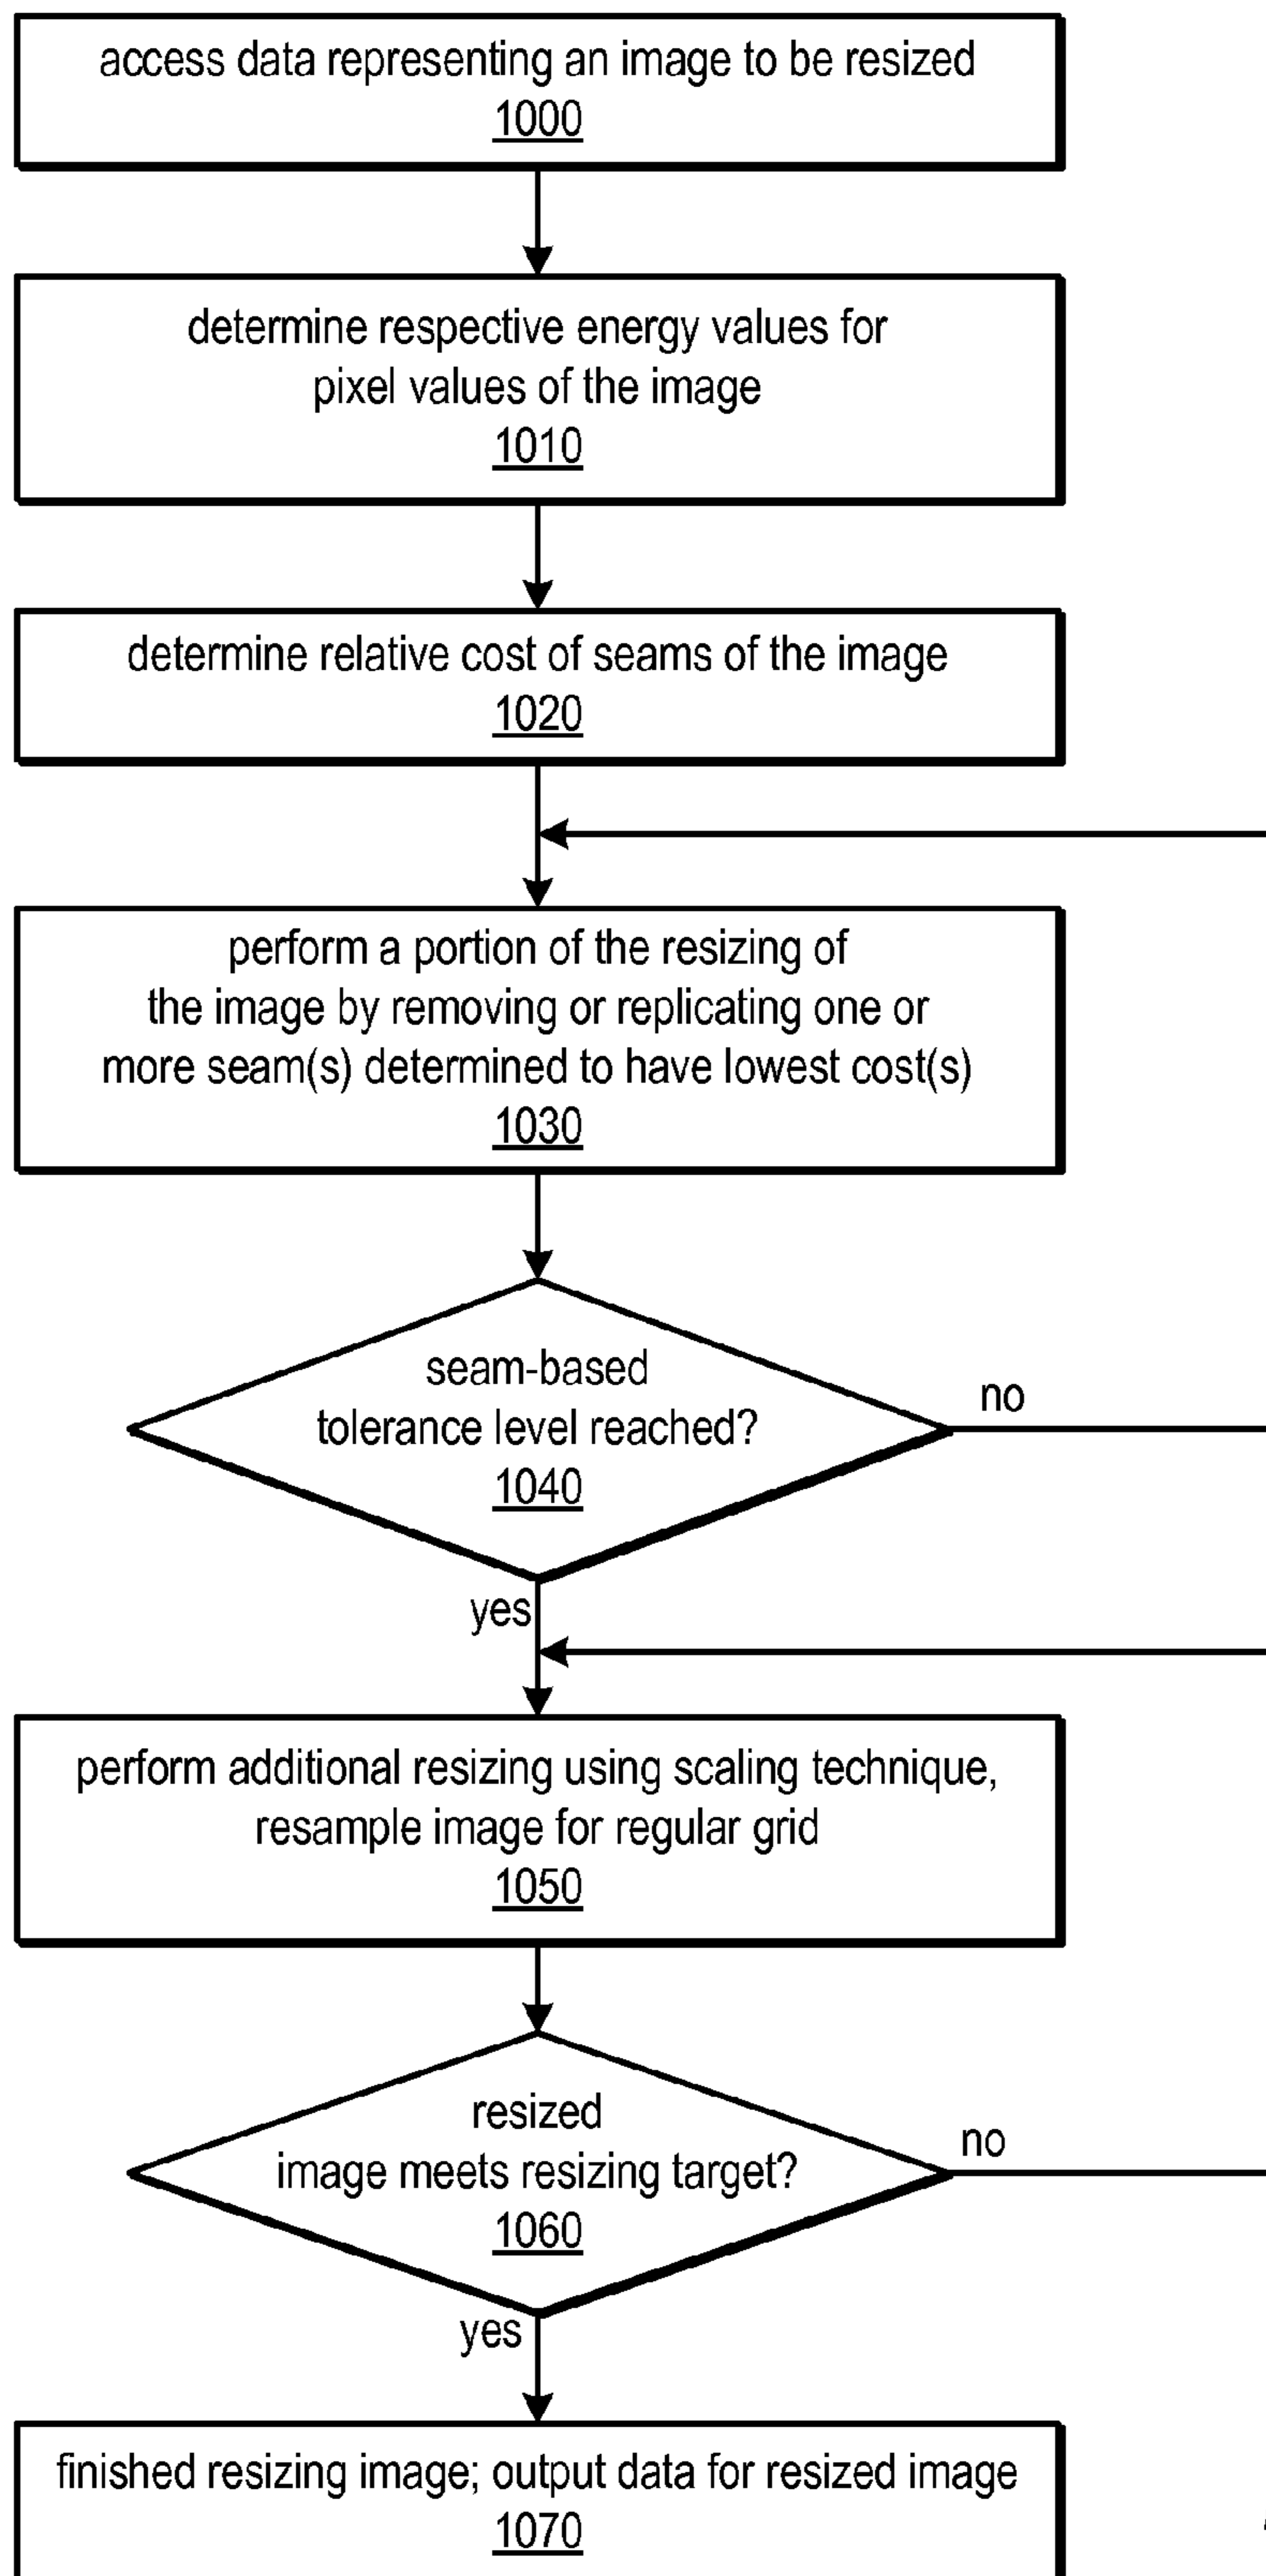 access data representing an image to be resized
1000
determine respective energy values for
pixel values of the image
1010
determine relative cost of seams of the image
1020
perform a portion of the resizing of
the image by removing or replicating one or
more seam(s) determined to have lowest cost(s)
1030
seam-based
tolerance level reached?
1040
no
yes
perform additional resizing using scaling technique,
resample image for regular grid
1050
resized
image meets resizing target?
1060
no
yes
finished resizing image; output data for resized image
1070